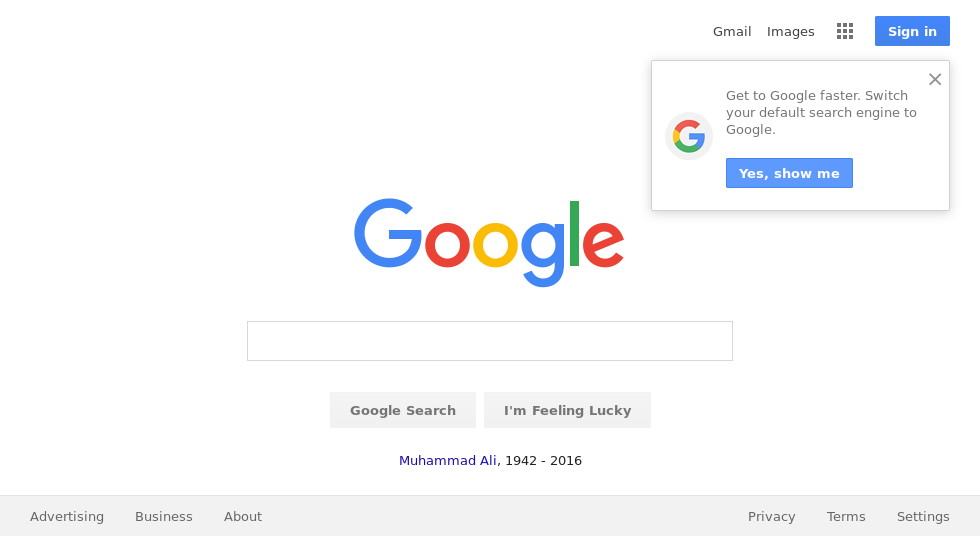 Gmail Images Sign in
Get to Google faster. Switch
your default search engine to
Google.
Yes, show me
Google
Google Search I'm Feeling Lucky
Muhammad Ali, 1942 - 2016
Advertising Business About Privacy Terms Settings